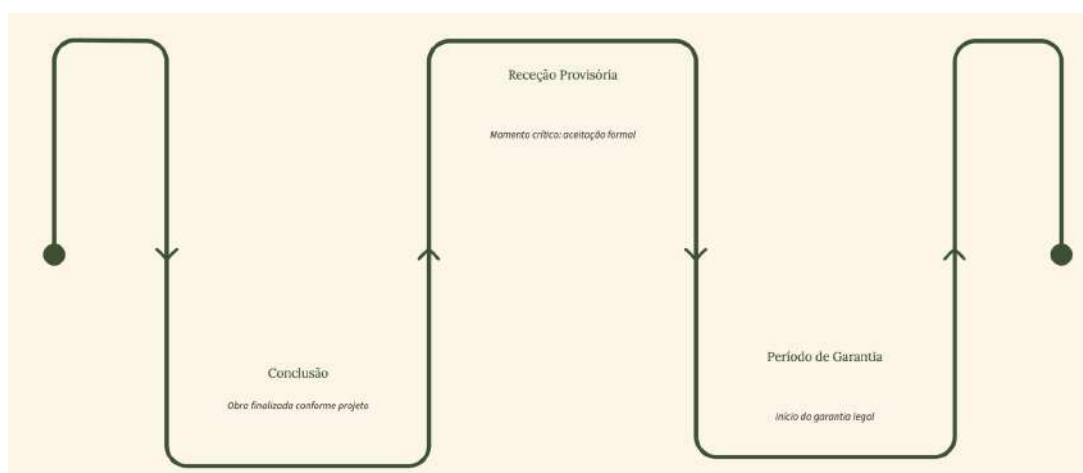 Receção Provisória
Momento crítico: aceitação formal
Conclusão
Obra finalizada conforme projeto
Período de Garantia
Início da garantia legal